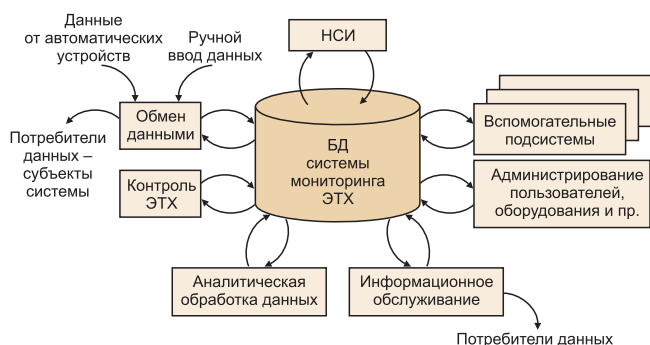 Данные
от автоматических
устройств
Ручной
ввод данных
НСИ
Обмен
данными
Потребители
данных –
субъекты
системы
БД
системы
мониторинга
ЭТХ
Вспомогательные
подсистемы
Контроль
ЭТХ
Администрирование
пользователей,
оборудования и пр.
Аналитическая
обработка данных
Информационное
обслуживание
Потребители данных